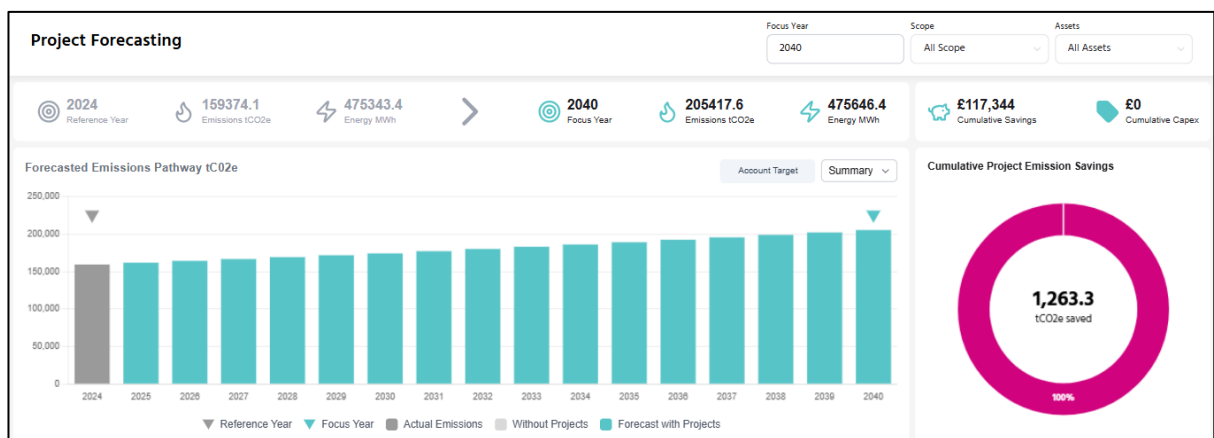 Project Forecasting
Focus Year
2040
Scope
All Scope
Assets
All Assets
2024
Reference Year
159374.1
Emissions tCO2e
475343.4
Energy MWh
2040
Focus Year
205417.6
Emissions tCO2e
475646.4
Energy MWh
£117,344
Cumulative Savings
£0
Cumulative Capex
Forecasted Emissions Pathway tC02e
Account Target
Summary
250,000
200,000
150,000
100,000
50,000
0
2024 2025 2026 2027 2028 2029 2030 2031 2032 2033 2034 2035 2036 2037 2038 2039 2040
Reference Year Focus Year Actual Emissions Without Projects Forecast with Projects
Cumulative Project Emission Savings
1,263.3
tCO2e saved
100%